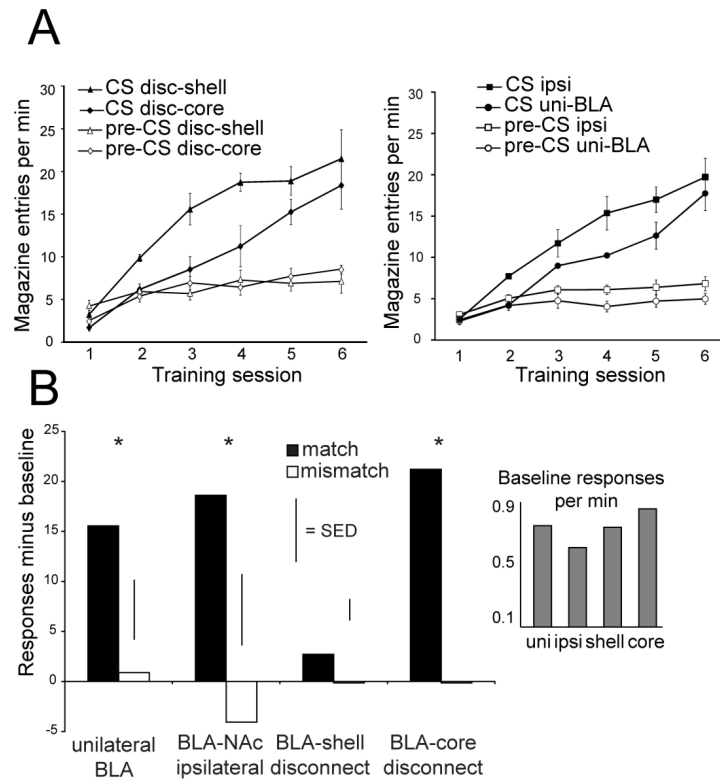 A
CS disc-shell
CS disc-core
pre-CS disc-shell
pre-CS disc-core
30
25
20
15
10
5
0
Magazine entries per min
1 2 3 4 5 6
Training session
CS ipsi
CS uni-BLA
pre-CS ipsi
pre-CS uni-BLA
30
20
15
10
5
0
Magazine entries per min
1 2 3 4 5 6
Training session
B
25
20
15
10
5
0
-5
Responses minus baseline
* * *
match
mismatch
= SED
unilateral
BLA
BLA-NAc
ipsilateral
BLA-shell
disconnect
BLA-core
disconnect
Baseline responses
per min
0.9
0.5
0.1
uni ipsi shell core